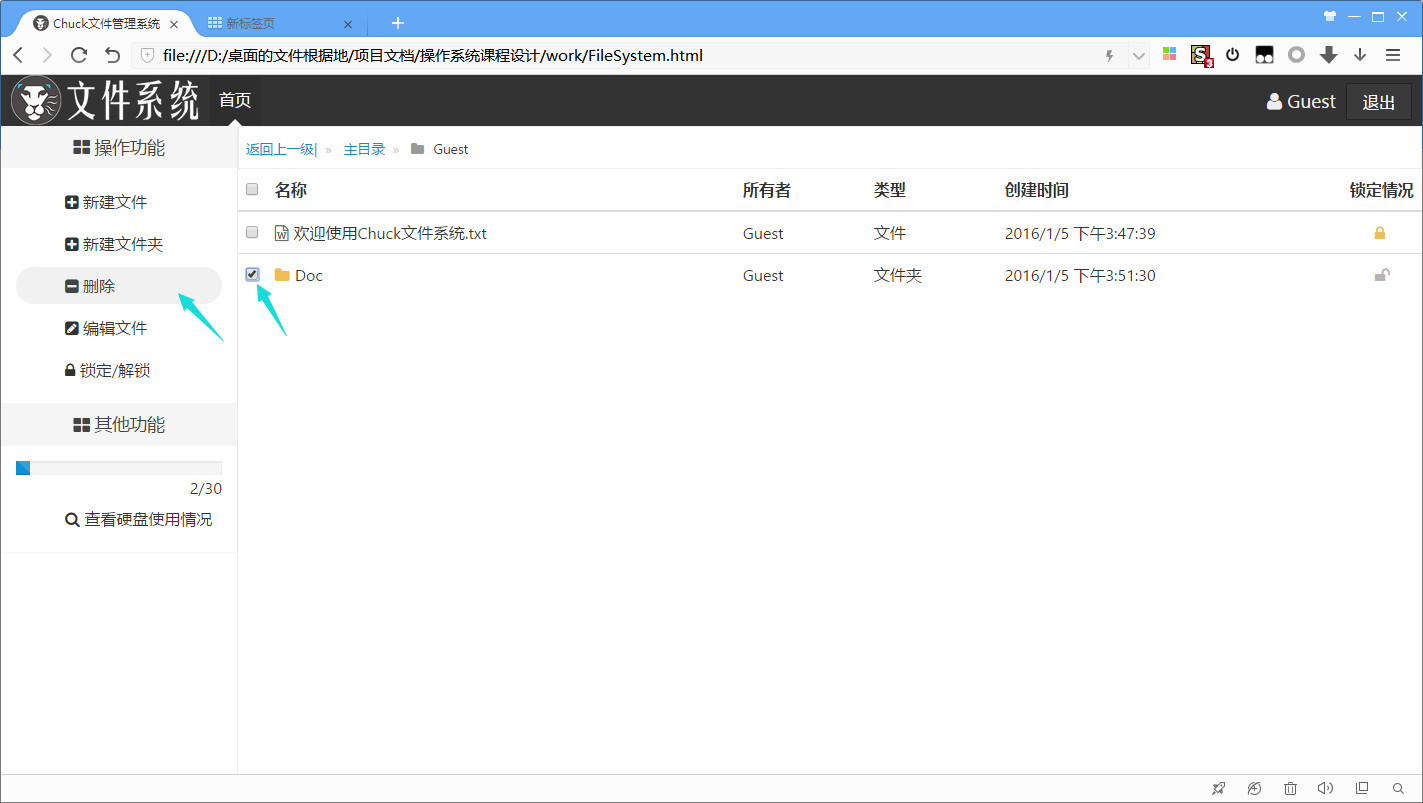 Chuck文件管理系统
新标签页
file:///D:/桌面的文件根据地/项目文档/操作系统课程设计/work/FileSystem.html
S 3
文件系统 首页 Guest 退出
操作功能
新建文件
新建文件夹
删除
编辑文件
锁定/解锁
其他功能
2/30
查看硬盘使用情况
返回上一级| » 主目录 » Guest
名称 所有者 类型 创建时间 锁定情况
W 欢迎使用Chuck文件系统.txt Guest 文件 2016/1/5 下午3:47:39
Doc Guest 文件夹 2016/1/5 下午3:51:30